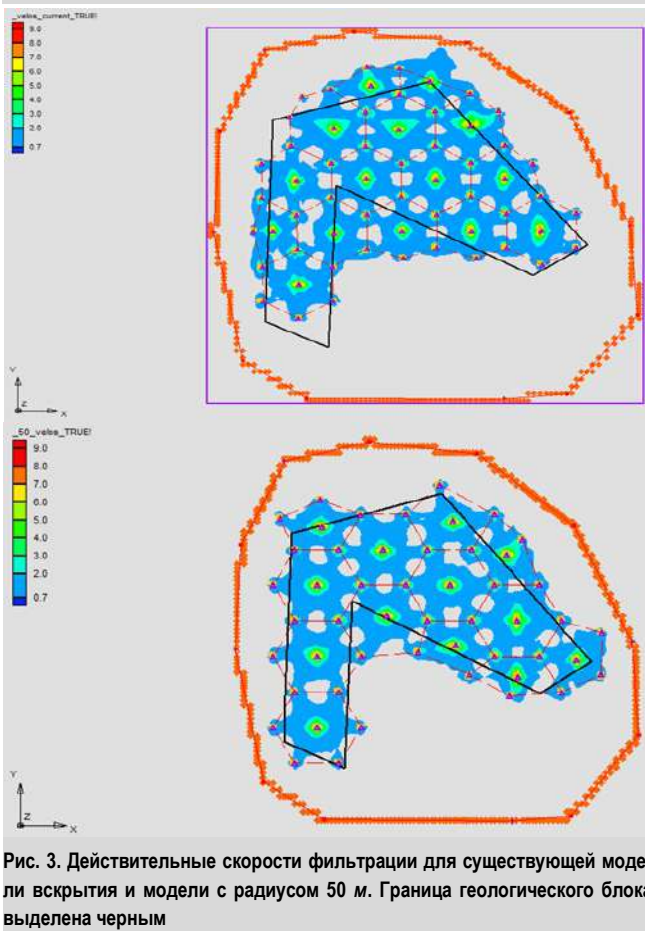 _velos_current_TRUE!
9.0
8.0
7.0
6.0
5.0
4.0
3.0
2.0
0.7
Y
Z
X
_50_velos_TRUE!
9.0
8.0
7.0
6.0
5.0
4.0
3.0
2.0
0.7
Y
Z
X
Рис. 3. Действительные скорости фильтрации для существующей моде-
ли вскрытия и модели с радиусом 50 м. Граница геологического блока
выделена черным